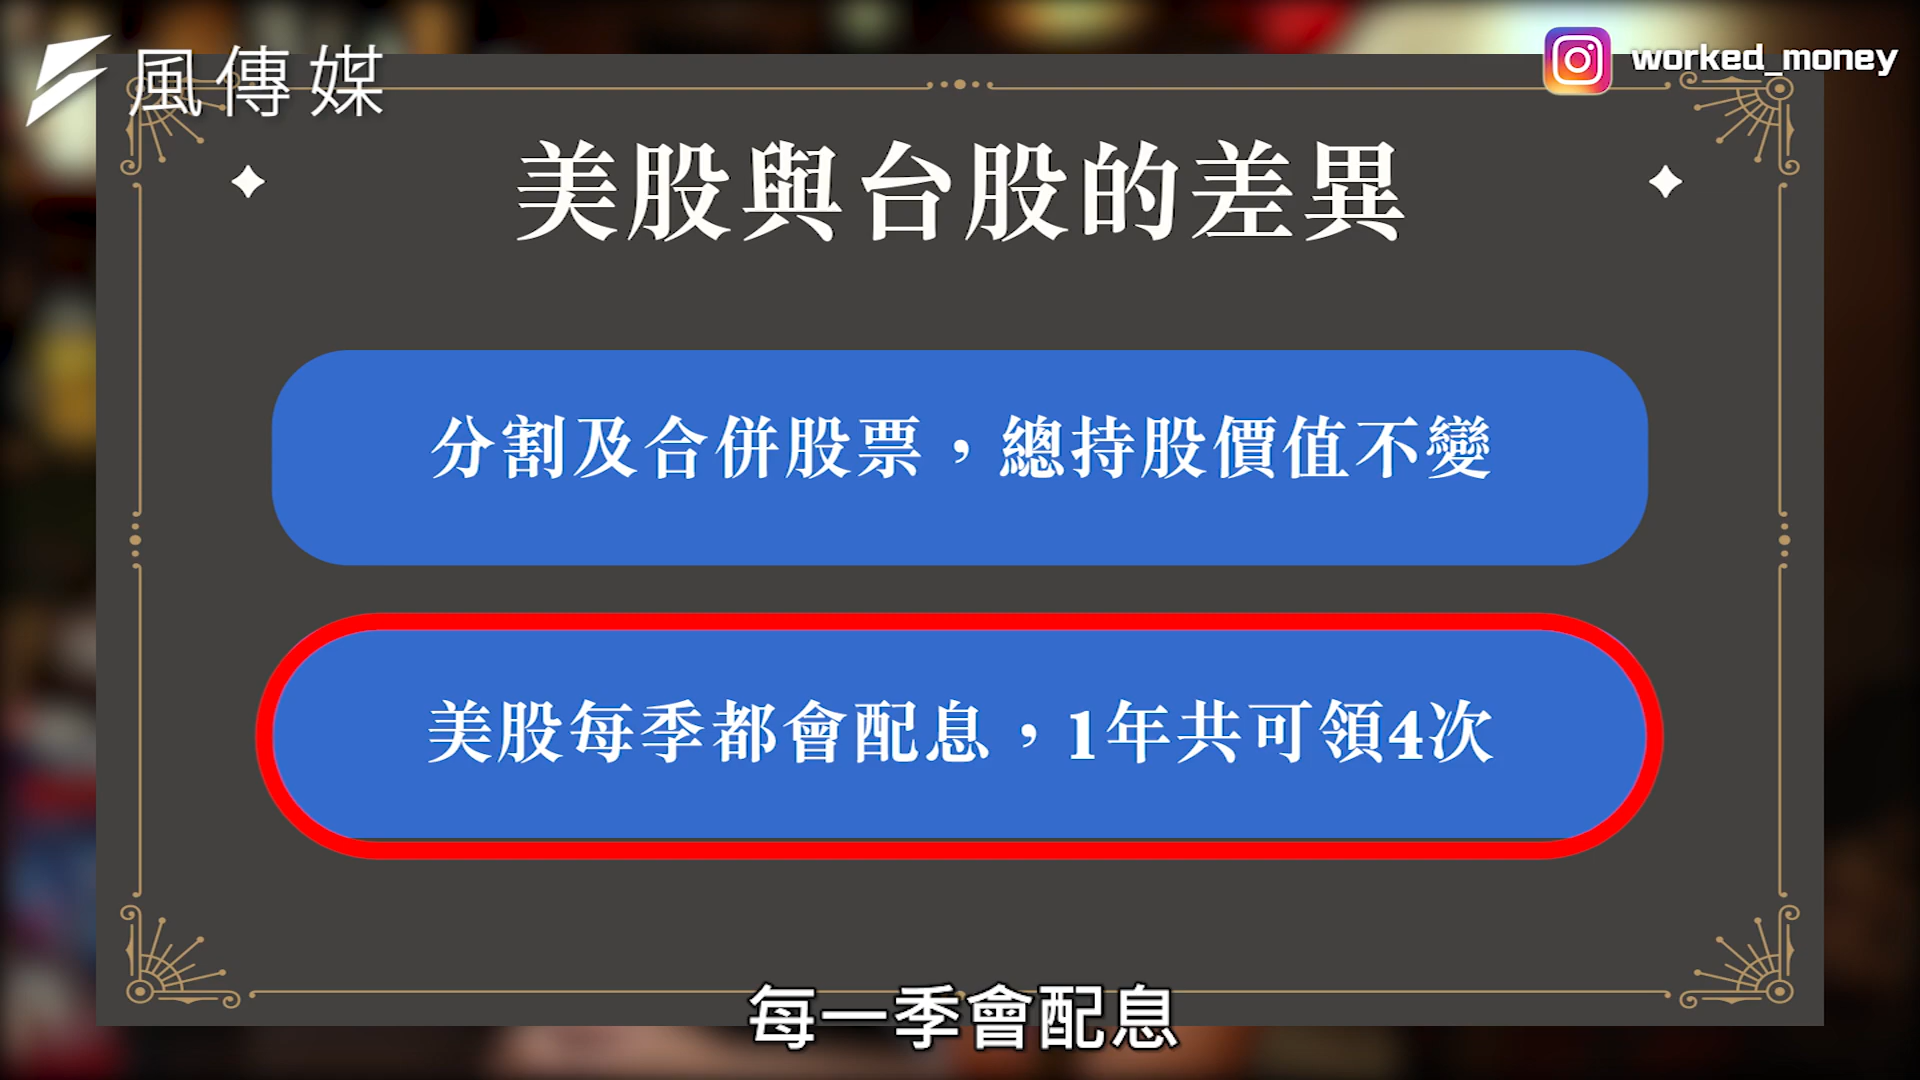 風傳媒
worked_money
美股與台股的差異
分割及合併股票，總持股價值不變
美股每季都會配息，1年共可領4次
每一季會配息